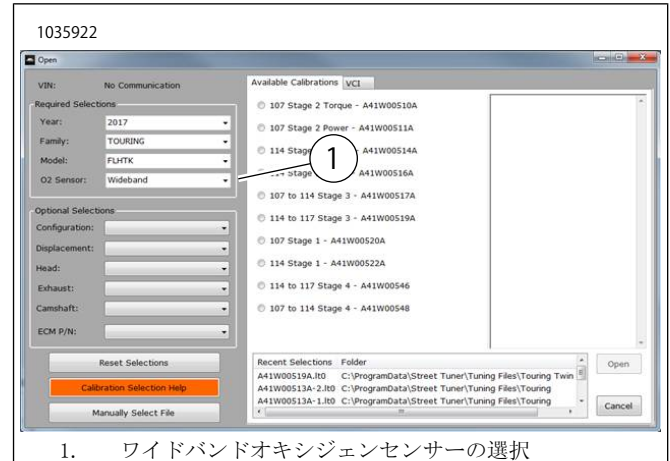 1035922
Open
VIN: No Communication
Required Selections
Year: 2017
Family: TOURING
Model: FLHTK
O2 Sensor: Wideband
Optional Selections
Configuration:
Displacement:
Head:
Exhaust:
Camshaft:
ECM P/N:
Reset Selections
Calibration Selection Help
Manually Select File
Available Calibrations VCI
107 Stage 2 Torque - A41W00510A
107 Stage 2 Power - A41W00511A
114 Stage A41W00514A
Stage A41W00516A
107 to 114 Stage 3 - A41W00517A
114 to 117 Stage 3 - A41W00519A
107 Stage 1 - A41W00520A
114 Stage 1 - A41W00522A
114 to 117 Stage 4 - A41W00546
107 to 114 Stage 4 - A41W00548
1
Recent Selections Folder
A41W00519A.lt0 C:\ProgramData\Street Tuner\Tuning Files\Touring Twin
A41W00513A-2.lt0 C:\ProgramData\Street Tuner\Tuning Files\Touring
A41W00513A-1.lt0 C:\ProgramData\Street Tuner\Tuning Files\Touring
Open
Cancel
1. ワイドバンドオキシジェンセンサーの選択